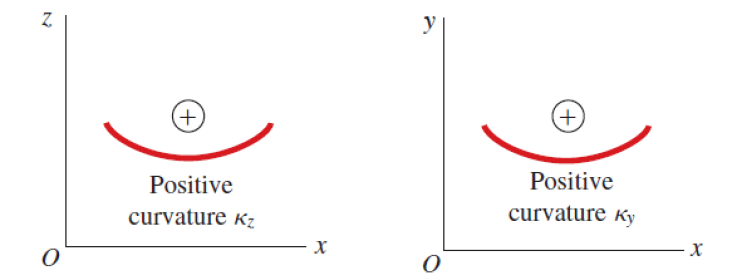 z
+
Positive
curvature κz
O
x
y
+
Positive
curvature κy
O
x